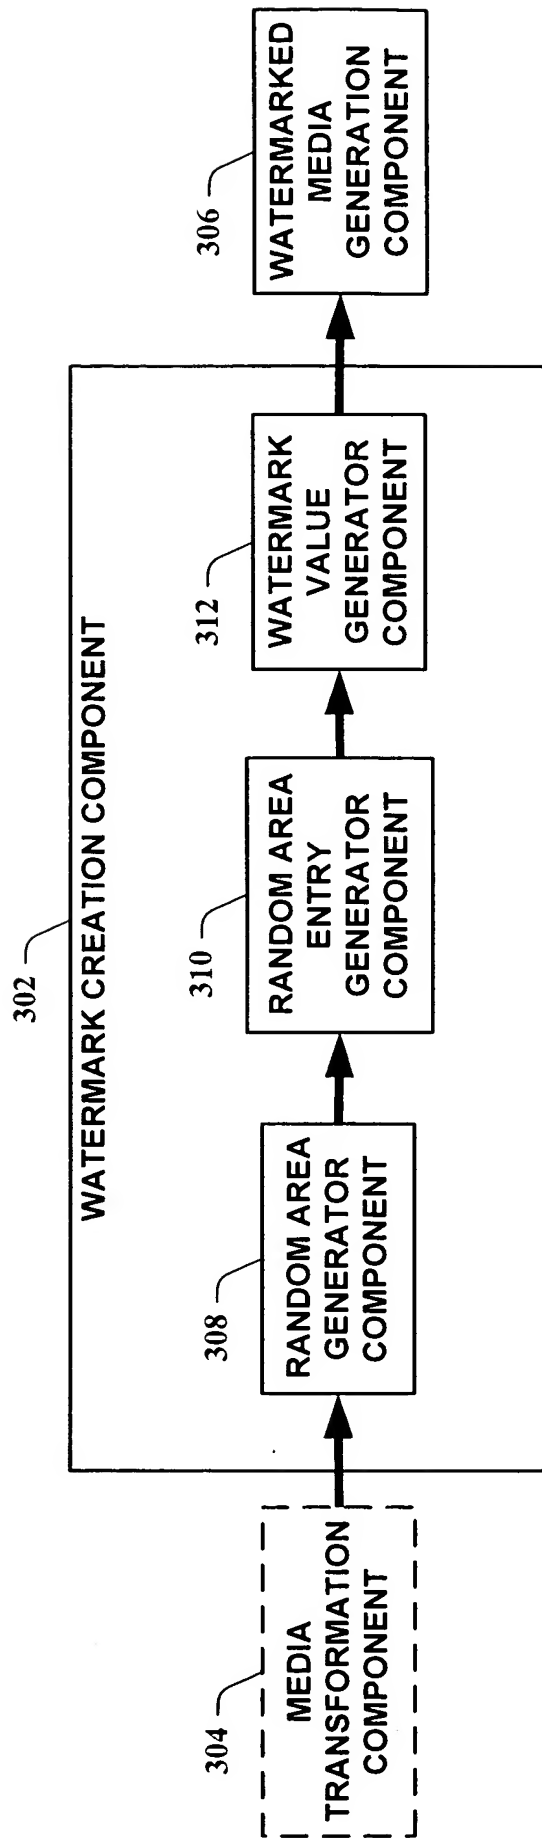 302
WATERMARK CREATION COMPONENT
304
MEDIA
TRANSFORMATION
COMPONENT
308
RANDOM AREA
GENERATOR
COMPONENT
310
RANDOM AREA
ENTRY
GENERATOR
COMPONENT
312
WATERMARK
VALUE
GENERATOR
COMPONENT
306
WATERMARKED
MEDIA
GENERATION
COMPONENT